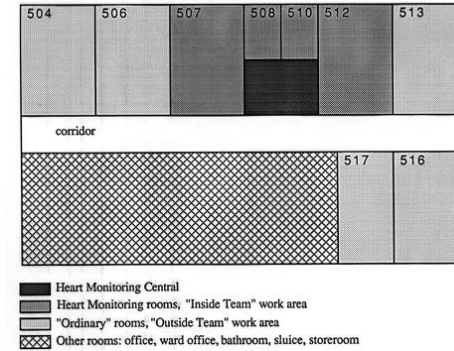 504 506 507 508 510 512 513
corridor
517 516
Heart Monitoring Central
Heart Monitoring rooms, "Inside Team" work area
"Ordinary" rooms, "Outside Team" work area
Other rooms: office, ward office, bathroom, sluice, storeroom